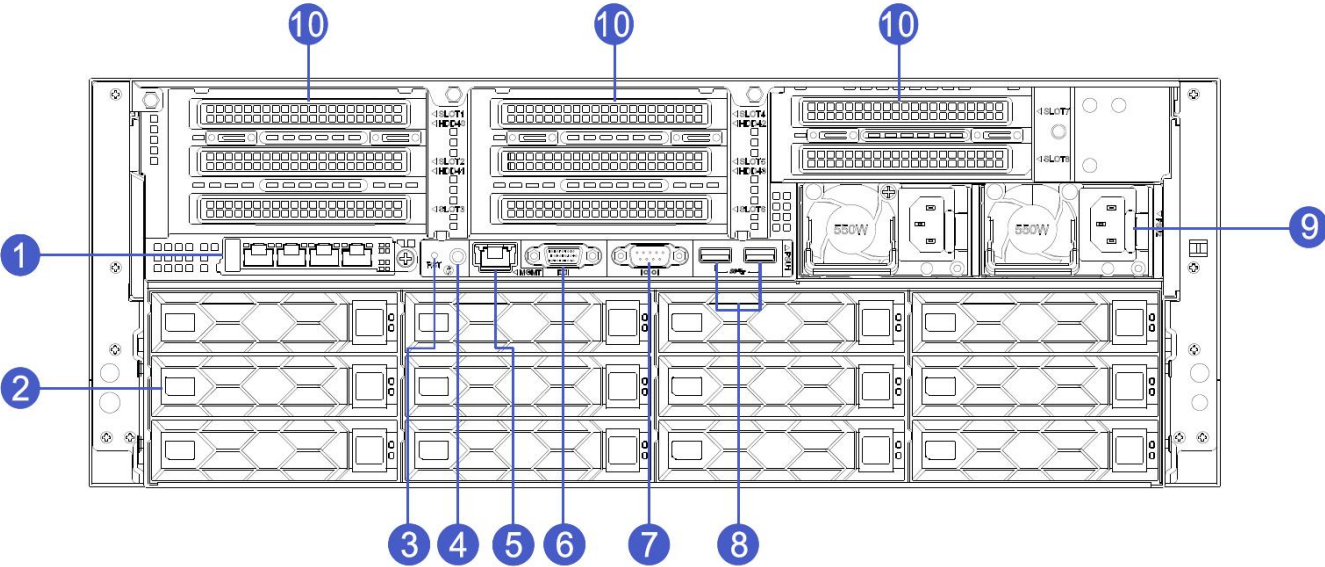 10 10 10
SLOT1 SLOT4 SLOT7
HDD40 HDD42
SLOT2 SLOT5 SLOT8
HDD41 HDD43
SLOT3 SLOT6
550W 550W
9
1
MGMT
IOIOI
2
3 4 5 6 7 8